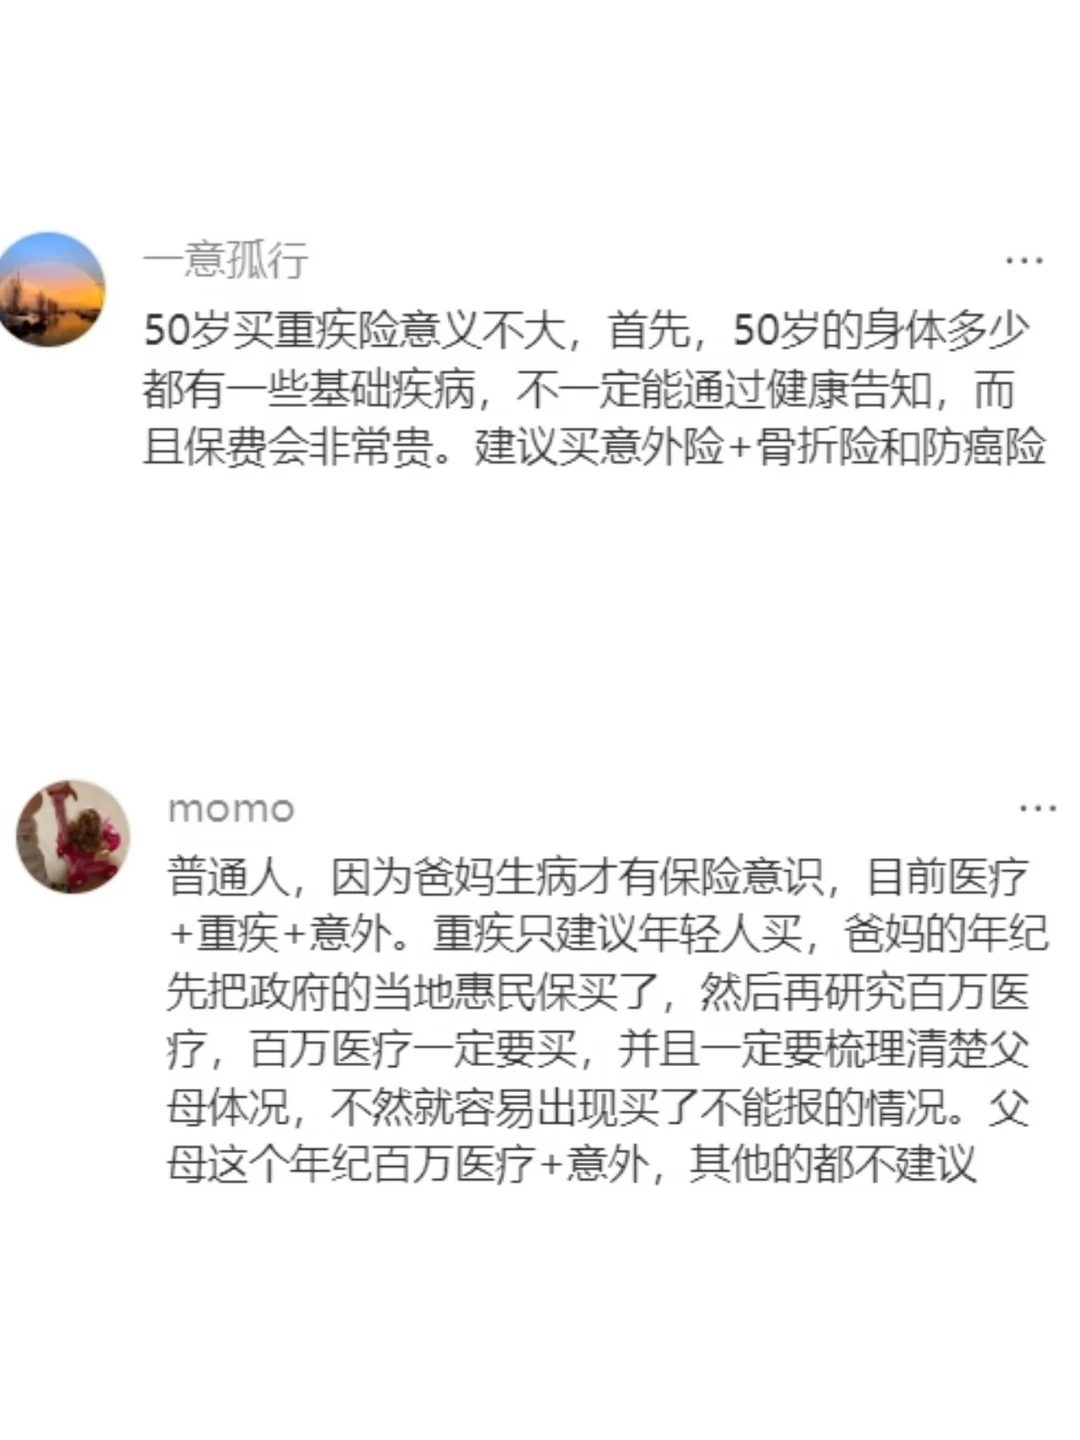 一意孤行
50岁买重疾险意义不大，首先，50岁的身体多少
都有一些基础疾病，不一定能通过健康告知，而
且保费会非常贵。建议买意外险+骨折险和防癌险
momo
普通人，因为爸妈生病才有保险意识，目前医疗
+重疾+意外。重疾只建议年轻人买，爸妈的年纪
先把政府的当地惠民保买了，然后再研究百万医
疗，百万医疗一定要买，并且一定要梳理清楚父
母体况，不然就容易出现买了不能报的情况。父
母这个年纪百万医疗+意外，其他的都不建议